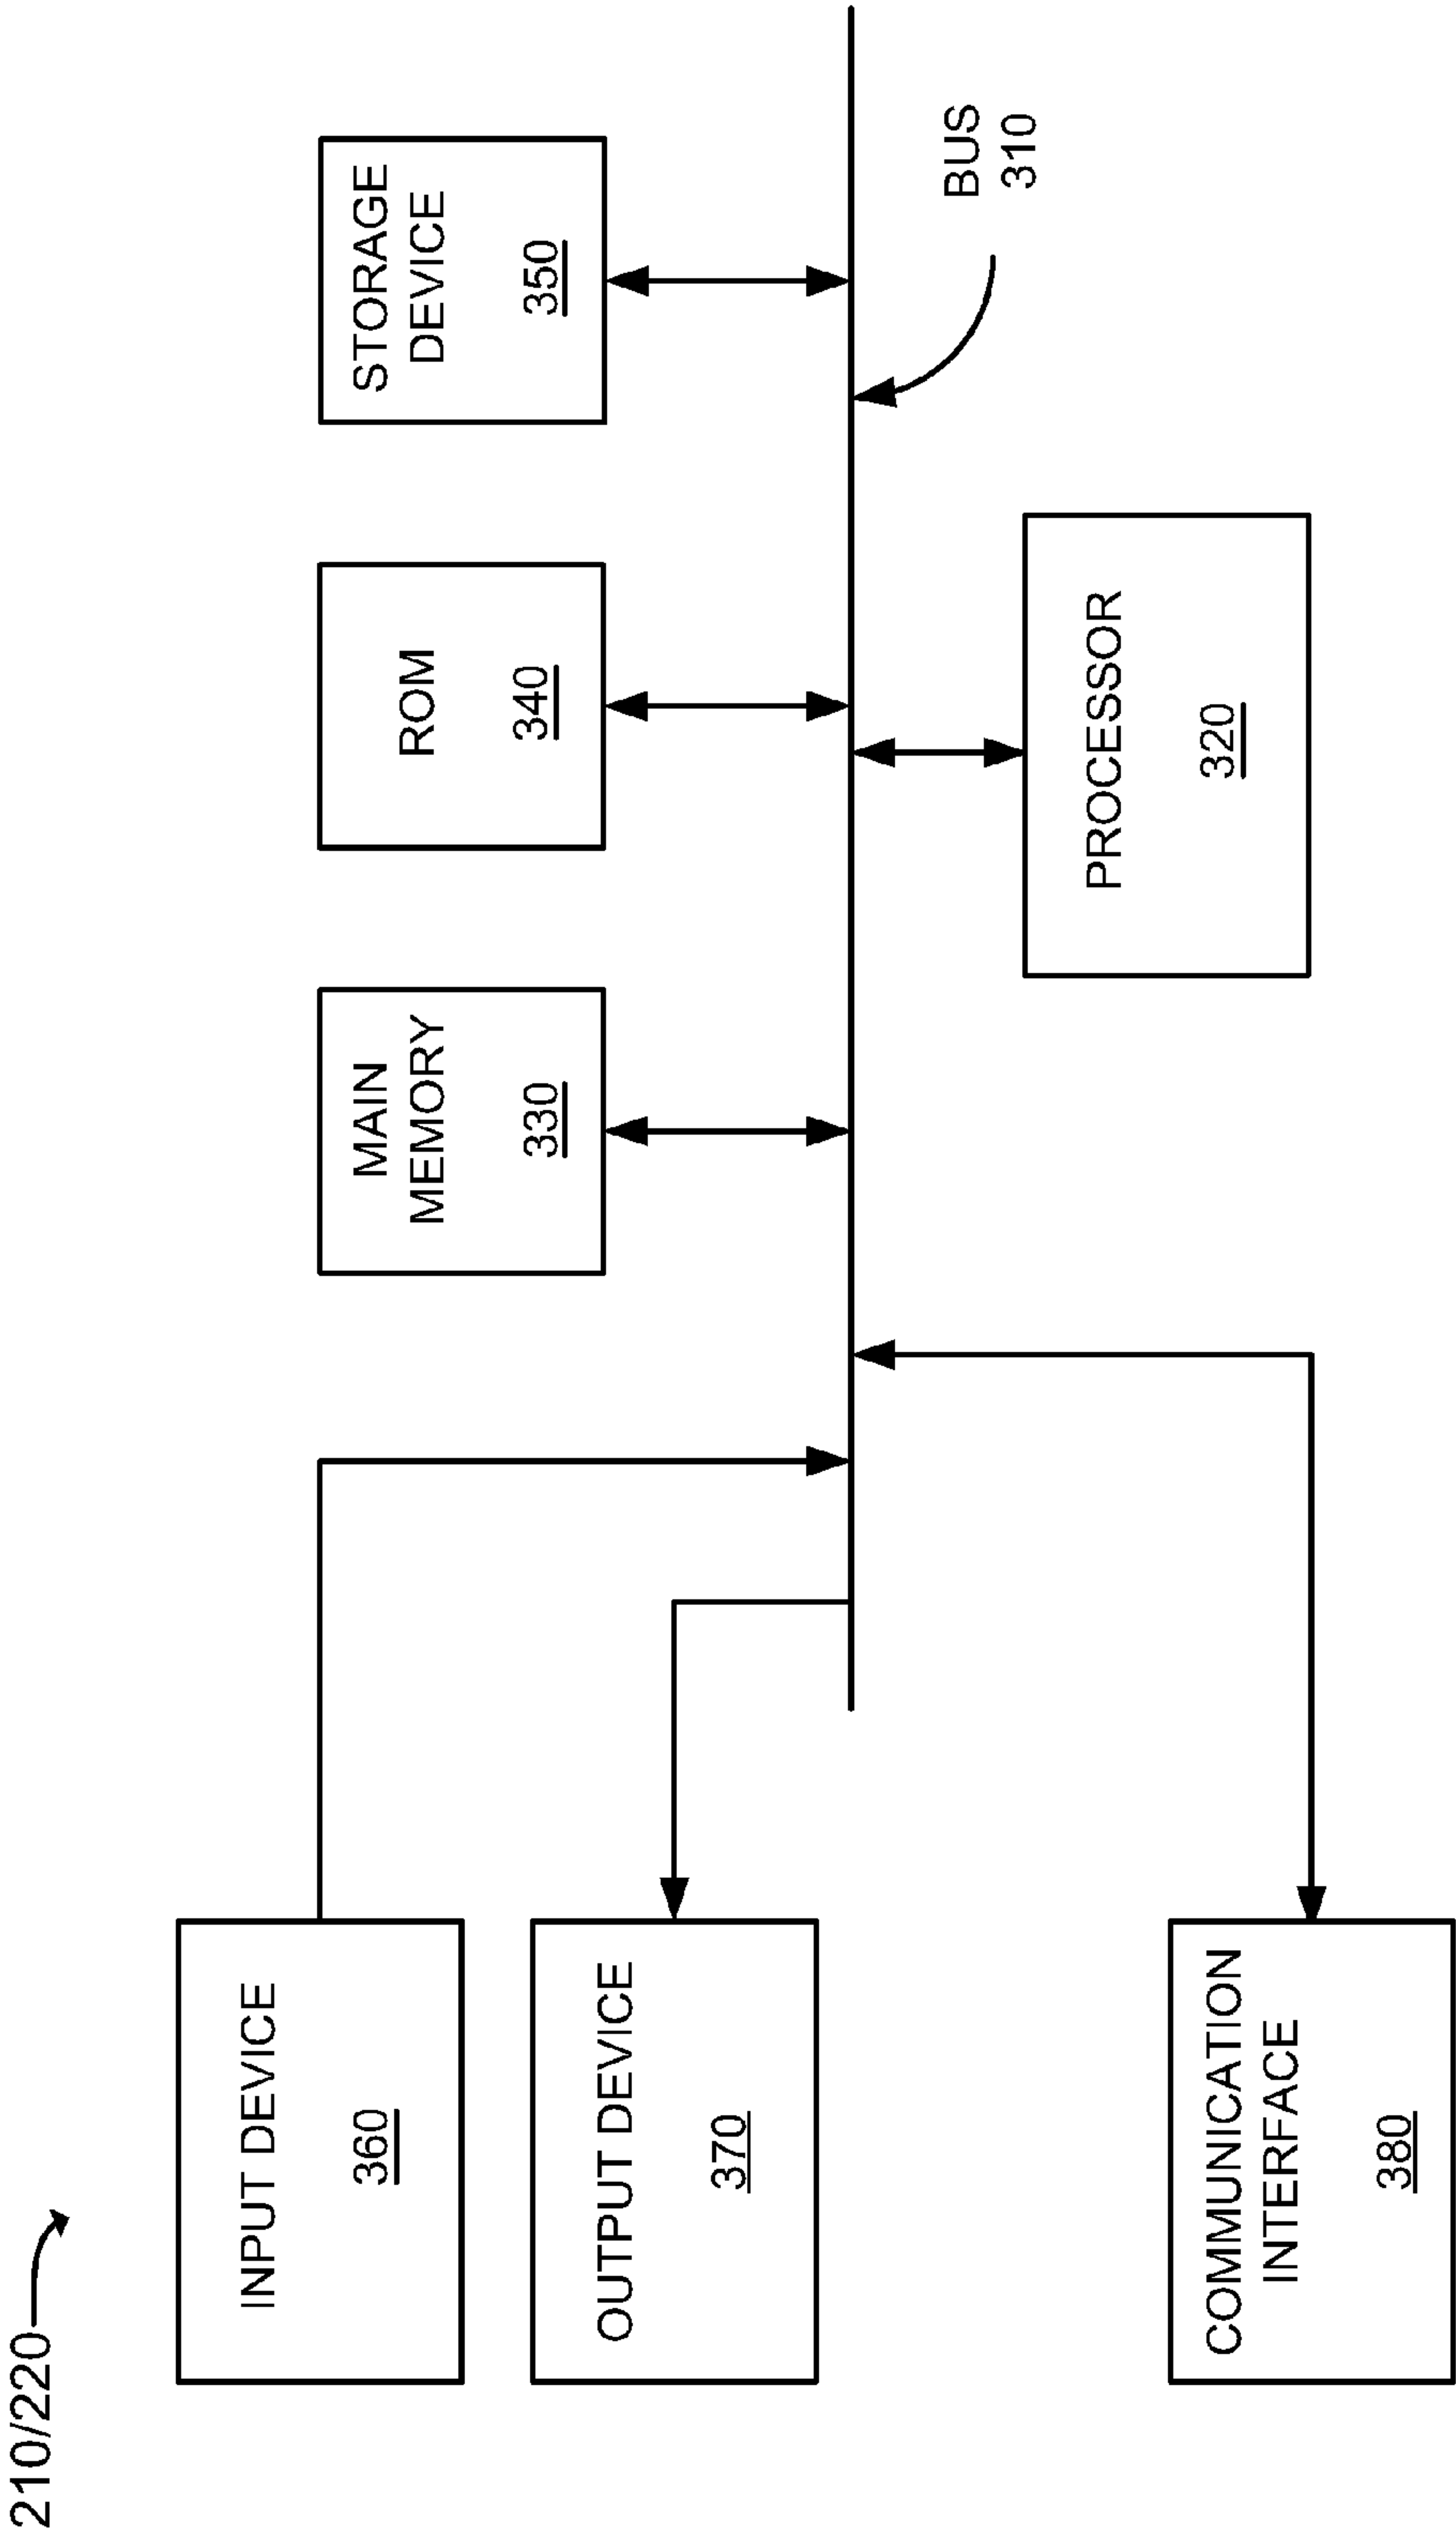 210/220
INPUT DEVICE
360
OUTPUT DEVICE
370
COMMUNICATION
INTERFACE
380
MAIN
MEMORY
330
ROM
340
STORAGE
DEVICE
350
PROCESSOR
320
BUS
310